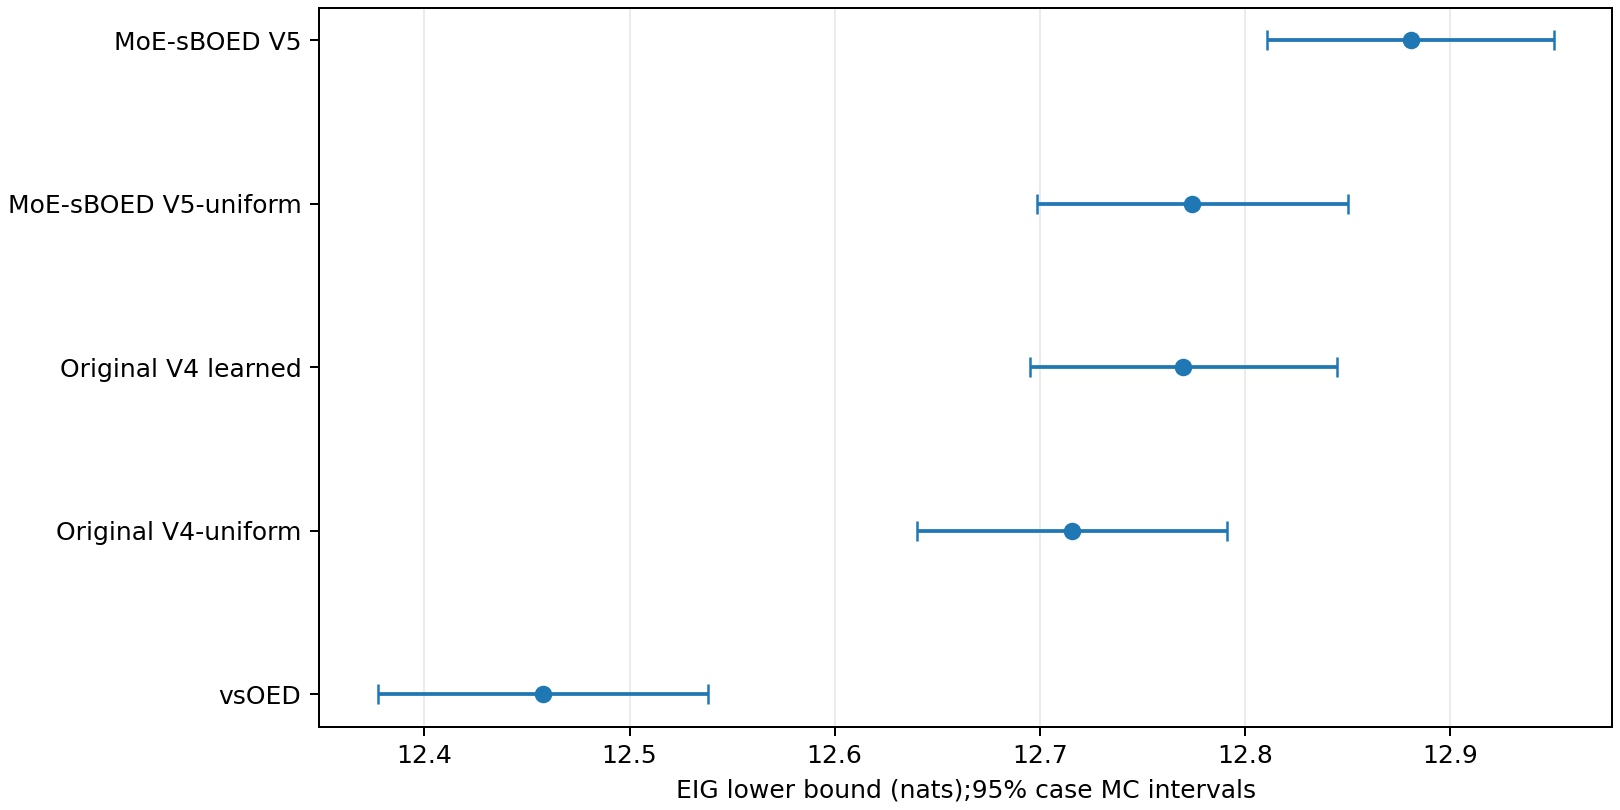 MoE-sBOED V5
MoE-sBOED V5-uniform
Original V4 learned
Original V4-uniform
vsOED
12.4 12.5 12.6 12.7 12.8 12.9
EIG lower bound (nats);95% case MC intervals